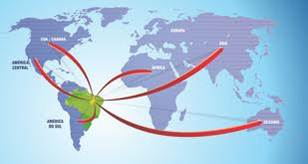 EUROPA
EUA / CANADÁ
ÁSIA
AMÉRICA
CENTRAL
ÁFRICA
AMÉRICA
DO SUL
OCEANIA